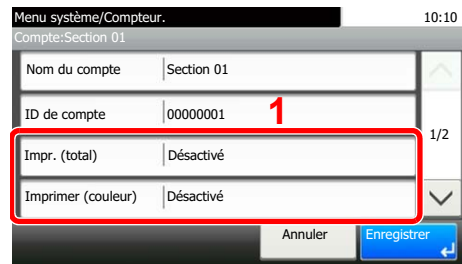 Menu système/Compteur. 10:10
Compte:Section 01
Nom du compte Section 01
ID de compte 00000001 1
1/2
Impr. (total) Désactivé
Imprimer (couleur) Désactivé
Annuler Enregistrer